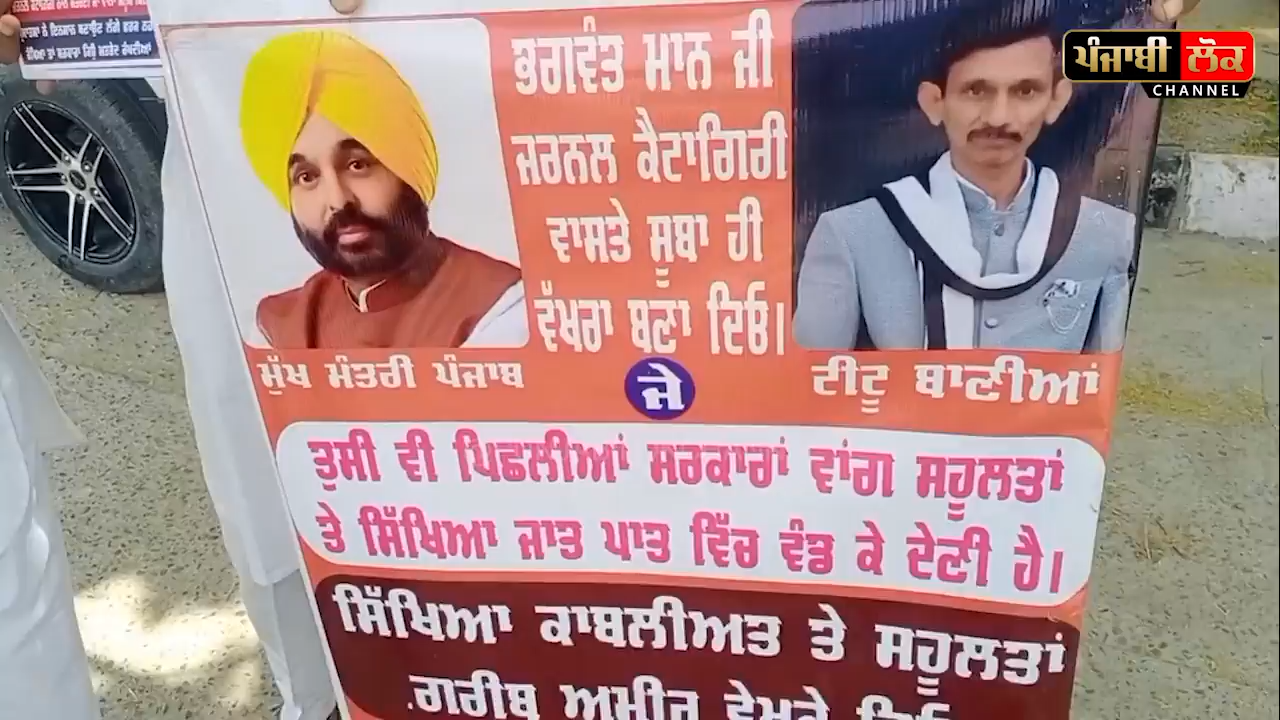 ਪੰਜਾਬੀ ਲੋਕ
CHANNEL
ਭਗਵੰਤ ਮਾਨ ਜੀ
ਜਰਨਲ ਕੈਟਾਗਿਰੀ
ਵਾਸਤੇ ਸੂਬਾ ਹੀ
ਵੱਖਰਾ ਬਣਾ ਦਿਓ।
ਮੁੱਖ ਮੰਤਰੀ ਪੰਜਾਬ
ਜੇ
ਟੀਟੂ ਬਾਣੀਆਂ
ਤੁਸੀ ਵੀ ਪਿਛਲੀਆਂ ਸਰਕਾਰਾਂ ਵਾਂਗ ਸਹੂਲਤਾਂ
ਤੇ ਸਿੱਖਿਆ ਜਾਤ ਪਾਤ ਵਿੱਚ ਵੰਡ ਕੇ ਦੇਣੀ ਹੈ।
ਸਿੱਖਿਆ ਕਾਬਲੀਅਤ ਤੇ ਸਹੂਲਤਾਂ
ਗਰੀਬ ਅਮੀਰ